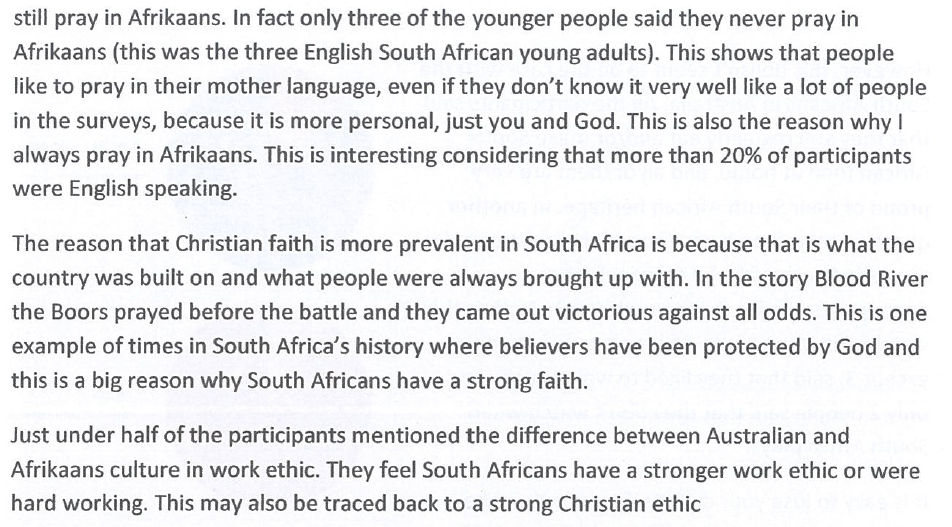 still pray in Afrikaans. In fact only three of the younger people said they never pray in
Afrikaans (this was the three English South African young adults). This shows that people
like to pray in their mother language, even if they don't know it very well like a lot of people
in the surveys, because it is more personal, just you and God. This is also the reason why I
always pray in Afrikaans. This is interesting considering that more than 20% of participants
were English speaking.
The reason that Christian faith is more prevalent in South Africa is because that is what the
country was built on and what people were always brought up with. In the story Blood River
the Boors prayed before the battle and they came out victorious against all odds. This is one
example of times in South Africa's history where believers have been protected by God and
this is a big reason why South Africans have a strong faith.
Just under half of the participants mentioned the difference between Australian and
Afrikaans culture in work ethic. They feel South Africans have a stronger work ethic or were
hard working. This may also be traced back to a strong Christian ethic